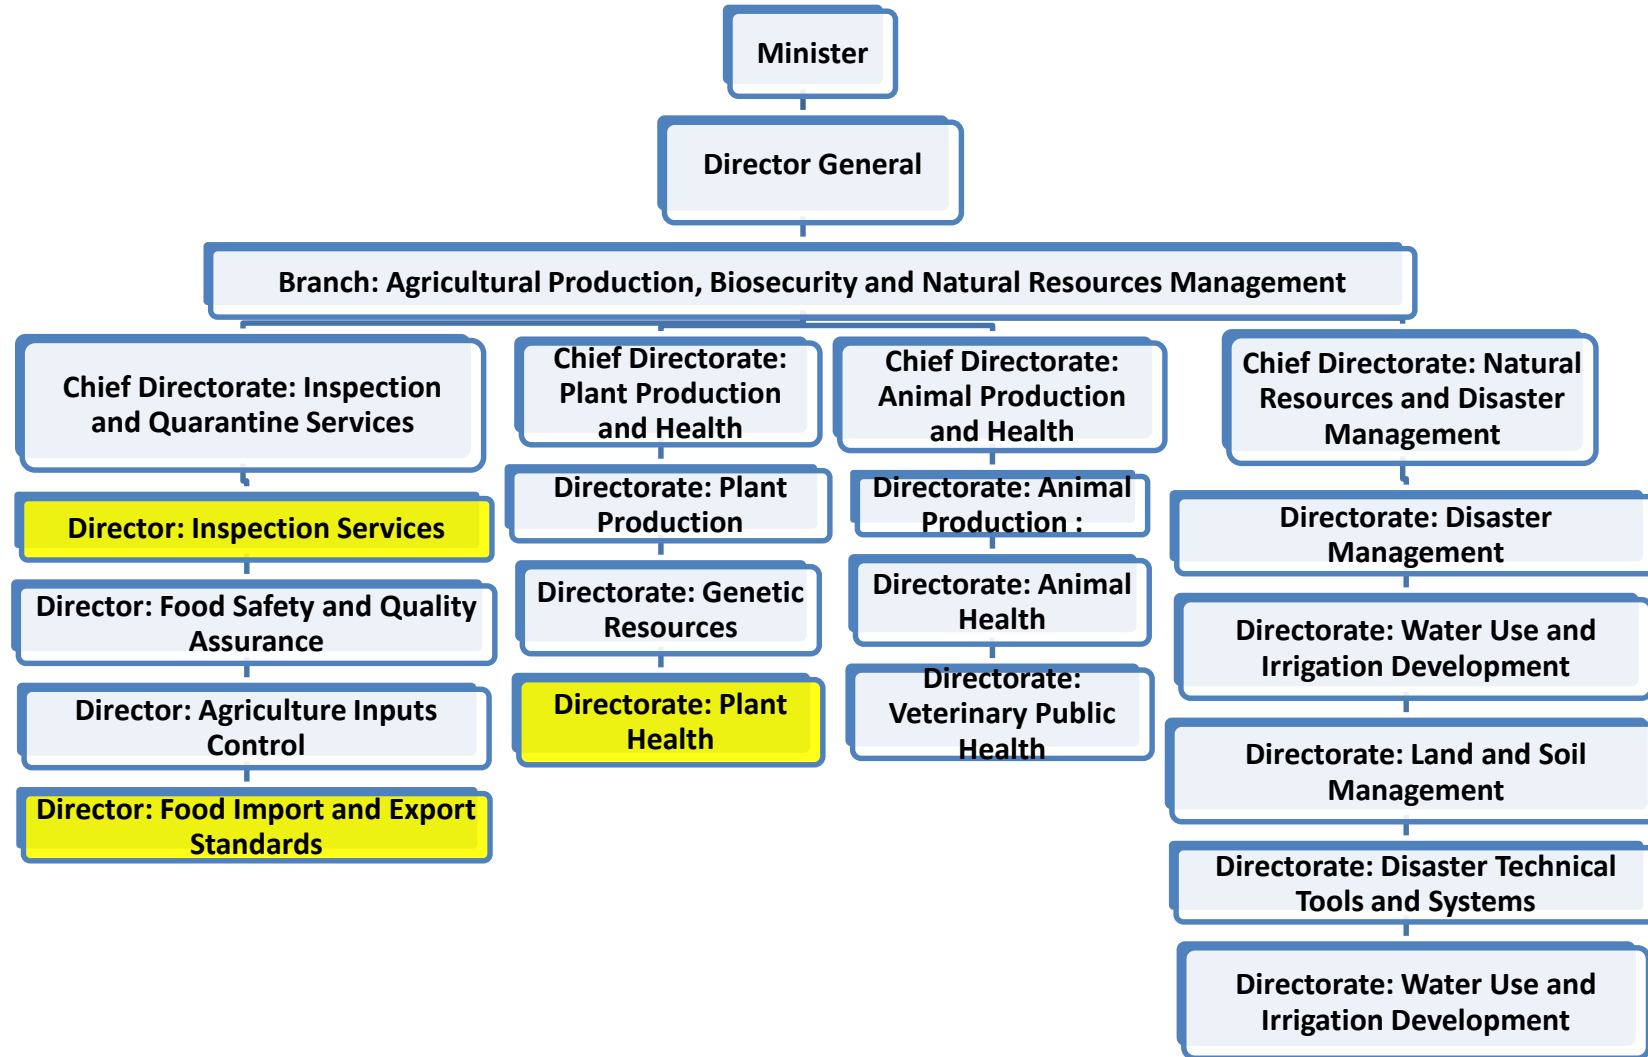 Minister
Director General
Branch: Agricultural Production, Biosecurity and Natural Resources Management
Chief Directorate: Inspection
and Quarantine Services
Director: Inspection Services
Director: Food Safety and Quality
Assurance
Director: Agriculture Inputs
Control
Director: Food Import and Export
Standards
Chief Directorate:
Plant Production
and Health
Directorate: Plant
Production
Directorate: Genetic
Resources
Directorate: Plant
Health
Chief Directorate:
Animal Production
and Health
Directorate: Animal
Production :
Directorate: Animal
Health
Directorate:
Veterinary Public
Health
Chief Directorate: Natural
Resources and Disaster
Management
Directorate: Disaster
Management
Directorate: Water Use and
Irrigation Development
Directorate: Land and Soil
Management
Directorate: Disaster Technical
Tools and Systems
Directorate: Water Use and
Irrigation Development